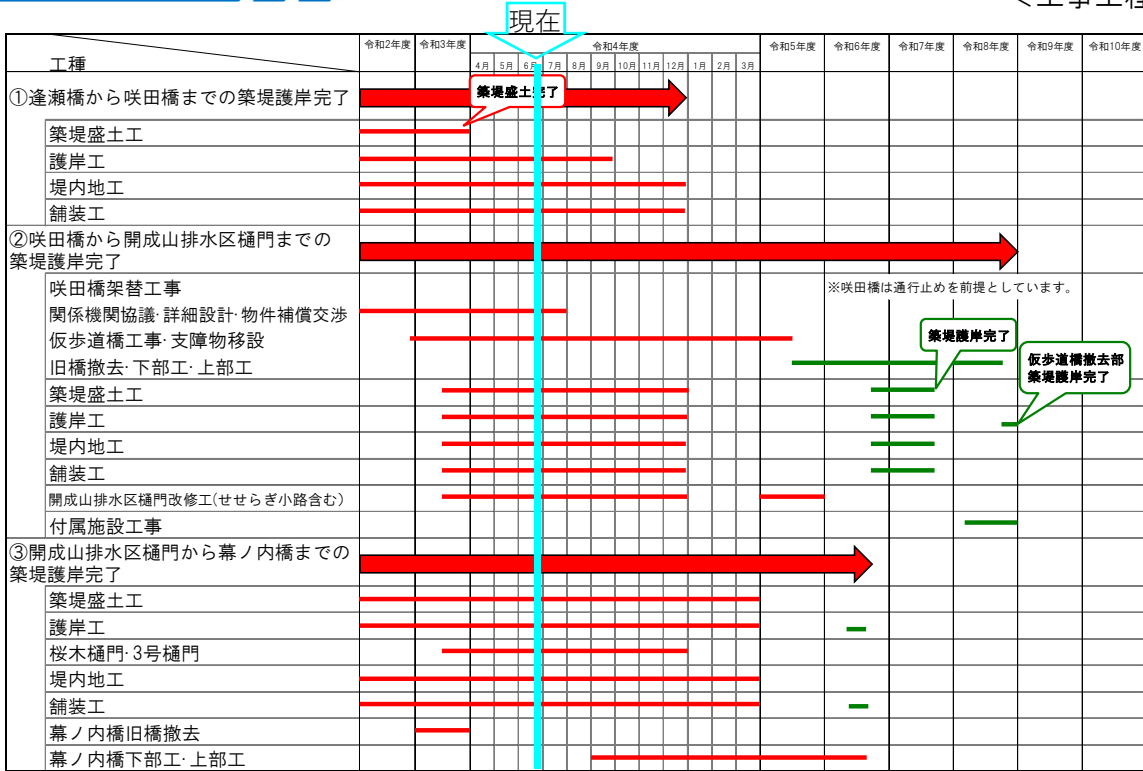 <工事工程
現在
工種
令和2年度 令和3年度 令和4年度 令和5年度 令和6年度 令和7年度 令和8年度 令和9年度 令和10年度
4月 5月 6月 7月 8月 9月 10月 11月 12月 1月 2月 3月
①逢瀬橋から咲田橋までの築堤護岸完了
築堤盛土完了
築堤盛土工
護岸工
堤内地工
舗装工
②咲田橋から開成山排水区樋門までの
築堤護岸完了
咲田橋架替工事
※咲田橋は通行止めを前提としています。
関係機関協議・詳細設計・物件補償交渉
仮歩道橋工事・支障物移設
築堤護岸完了
旧橋撤去・下部工・上部工
仮歩道橋撤去部
築堤護岸完了
築堤盛土工
護岸工
堤内地工
舗装工
開成山排水区樋門改修工(せせらぎ小路含む)
付属施設工事
③開成山排水区樋門から幕ノ内橋までの
築堤護岸完了
築堤盛土工
護岸工
桜木樋門・3号樋門
堤内地工
舗装工
幕ノ内橋旧橋撤去
幕ノ内橋下部工・上部工